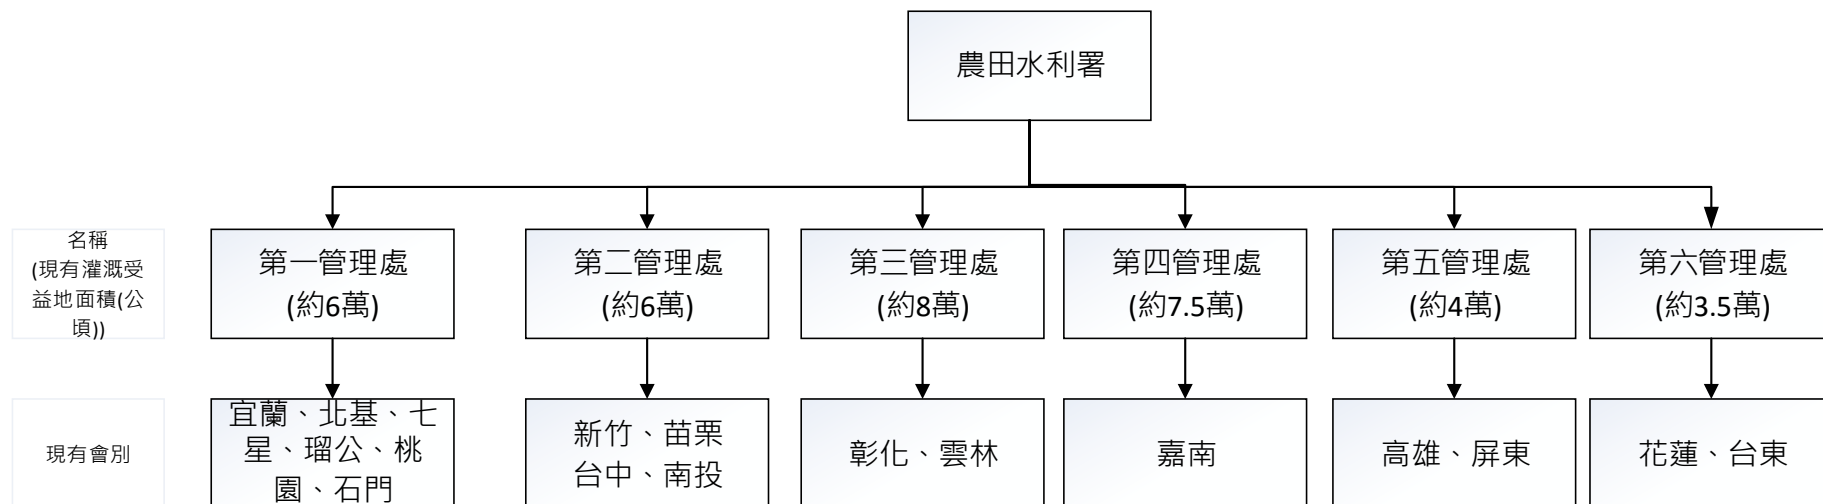 農田水利署
名稱
(現有灌溉受
益地面積(公
頃))
第一管理處
(約6萬)
第二管理處
(約6萬)
第三管理處
(約8萬)
第四管理處
(約7.5萬)
第五管理處
(約4萬)
第六管理處
(約3.5萬)
現有會別
宜蘭、北基、七
星、瑠公、桃
園、石門
新竹、苗栗
台中、南投
彰化、雲林
嘉南
高雄、屏東
花蓮、台東